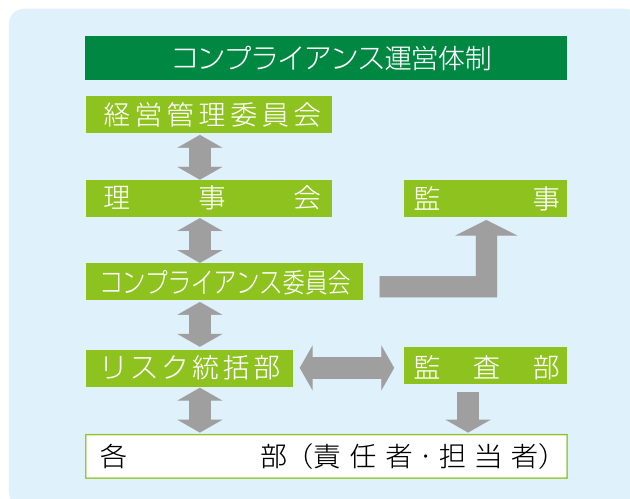 コンプライアンス運営体制
経営管理委員会
理事会
監事
コンプライアンス委員会
リスク統括部
監査部
各部（責任者・担当者）